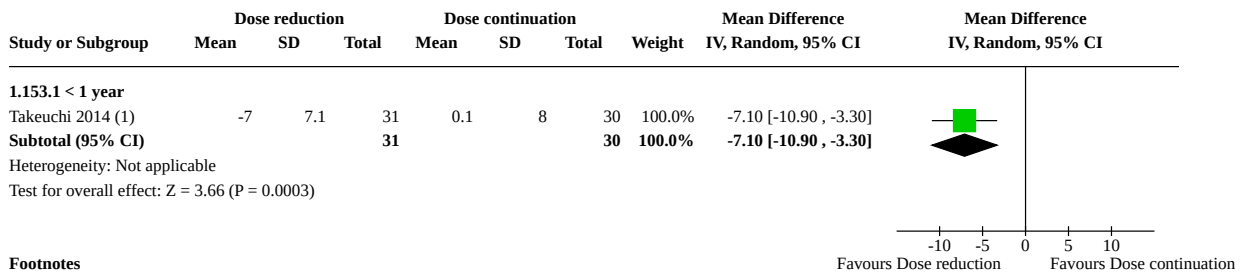 Dose reduction Dose continuation Mean Difference Mean Difference
Study or Subgroup Mean SD Total Mean SD Total Weight IV, Random, 95% CI IV, Random, 95% CI
1.153.1 < 1 year
Takeuchi 2014 (1) -7 7.1 31 0.1 8 30 100.0% -7.10 [-10.90 , -3.30]
Subtotal (95% CI) 31 30 100.0% -7.10 [-10.90 , -3.30]
Heterogeneity: Not applicable
Test for overall effect: Z = 3.66 (P = 0.0003)
-10 -5 0 5 10
Footnotes Favours Dose reduction Favours Dose continuation